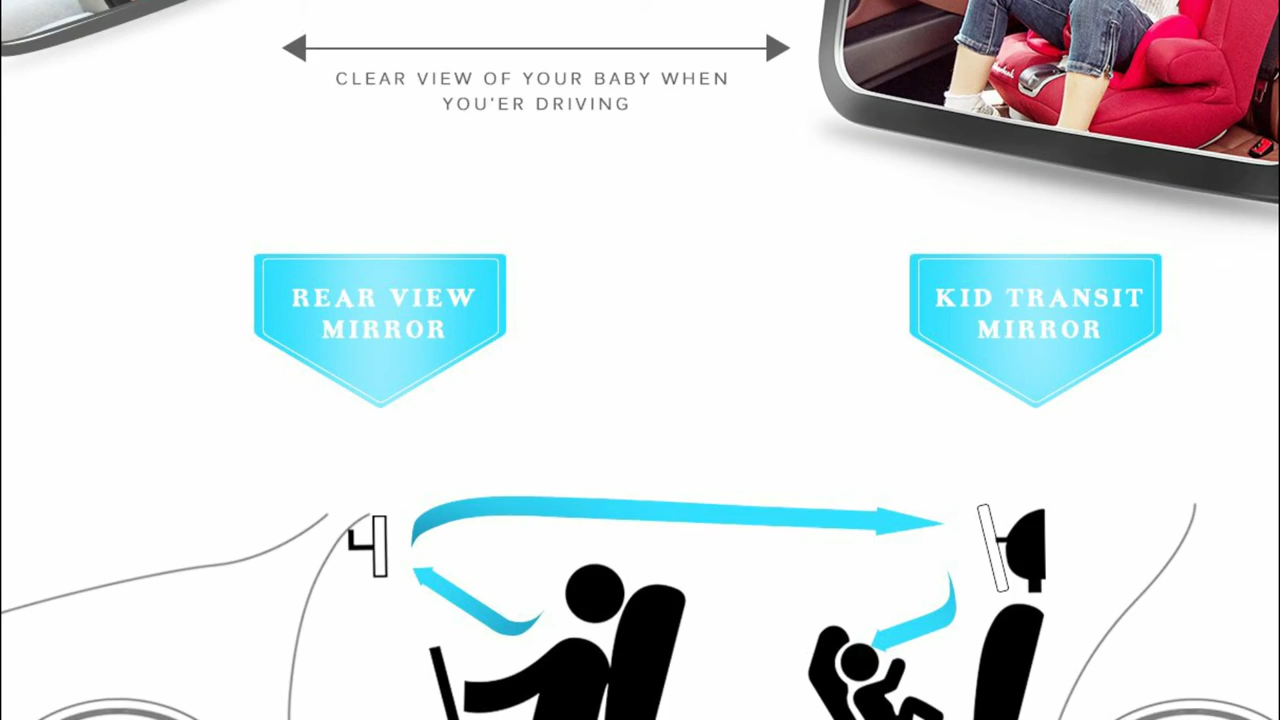 CLEAR VIEW OF YOUR BABY WHEN
YOU'ER DRIVING
REAR VIEW
MIRROR
KID TRANSIT
MIRROR